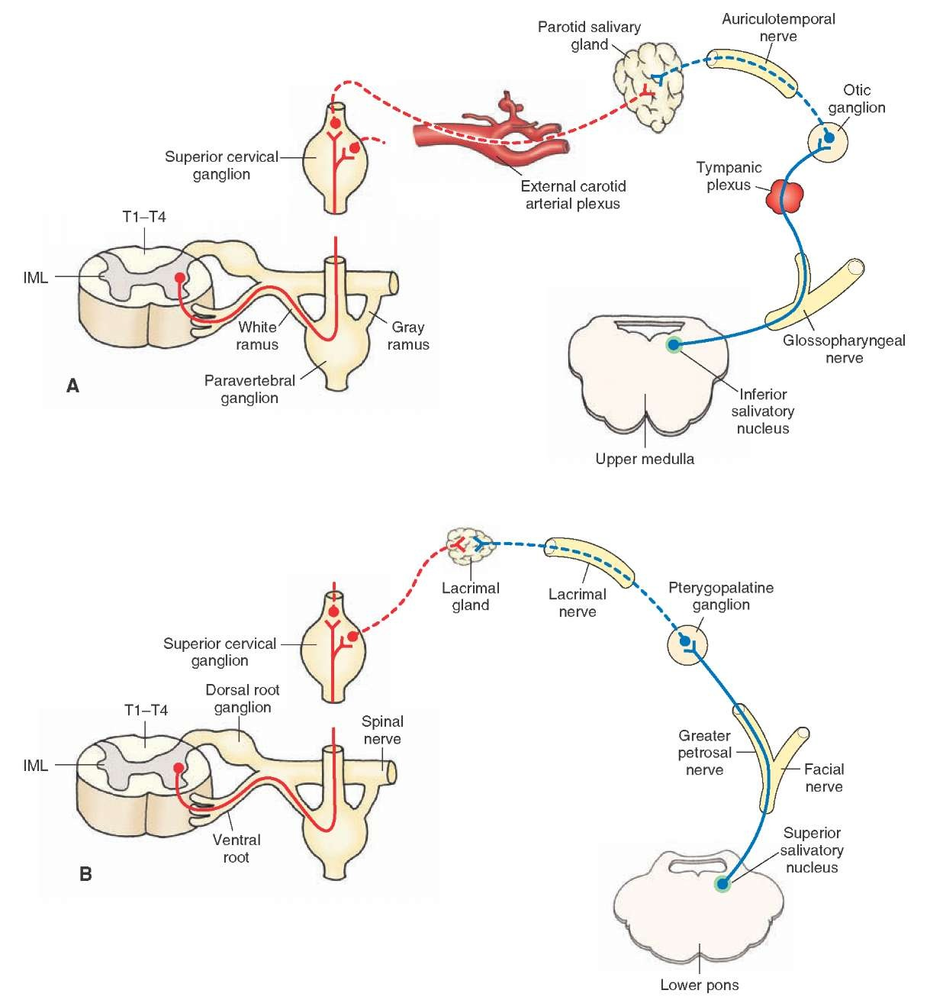 Auriculotemporal
nerve
Parotid salivary
gland
Otic
ganglion
Superior cervical
ganglion
Tympanic
plexus
External carotid
arterial plexus
T1–T4
IML
White
ramus
Gray
ramus
Glossopharyngeal
nerve
Paravertebral
ganglion
A
Inferior
salivatory
nucleus
Upper medulla
Lacrimal
gland
Lacrimal
nerve
Pterygopalatine
ganglion
Superior cervical
ganglion
Dorsal root
ganglion
T1–T4
Spinal
nerve
IML
Greater
petrosal
nerve
Facial
nerve
Ventral
root
Superior
salivatory
nucleus
B
Lower pons